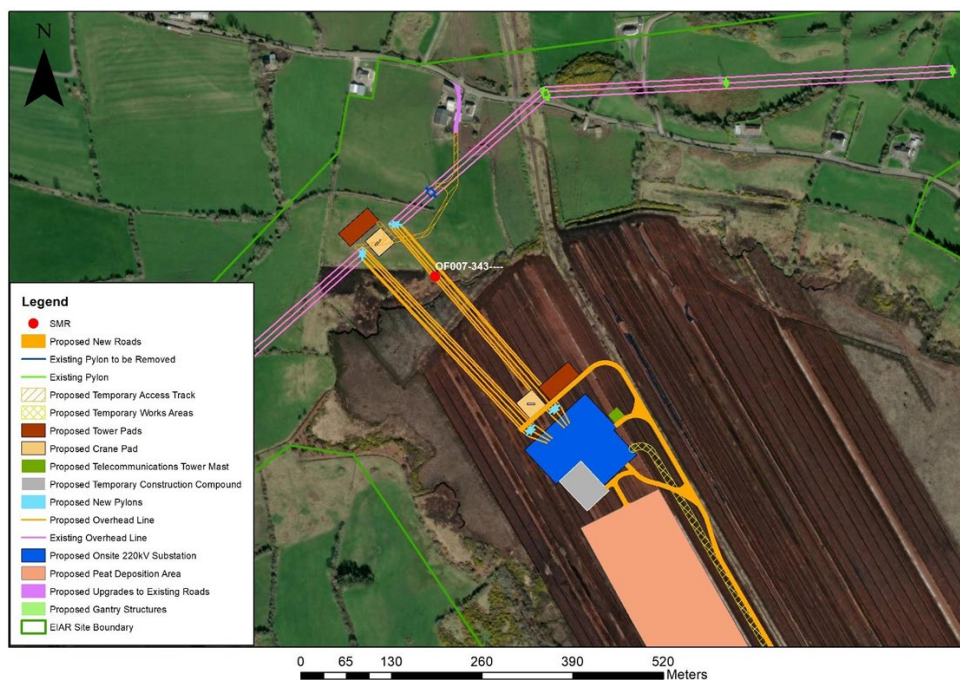 N
OF007-343----
Legend
SMR
Proposed New Roads
Existing Pylon to be Removed
Existing Pylon
Proposed Temporary Access Track
Proposed Temporary Works Areas
Proposed Tower Pads
Proposed Crane Pad
Proposed Telecommunications Tower Mast
Proposed Temporary Construction Compound
Proposed New Pylons
Proposed Overhead Line
Existing Overhead Line
Proposed Onsite 220kV Substation
Proposed Peat Deposition Area
Proposed Upgrades to Existing Roads
Proposed Gantry Structures
EIAR Site Boundary
0 65 130 260 390 520
Meters